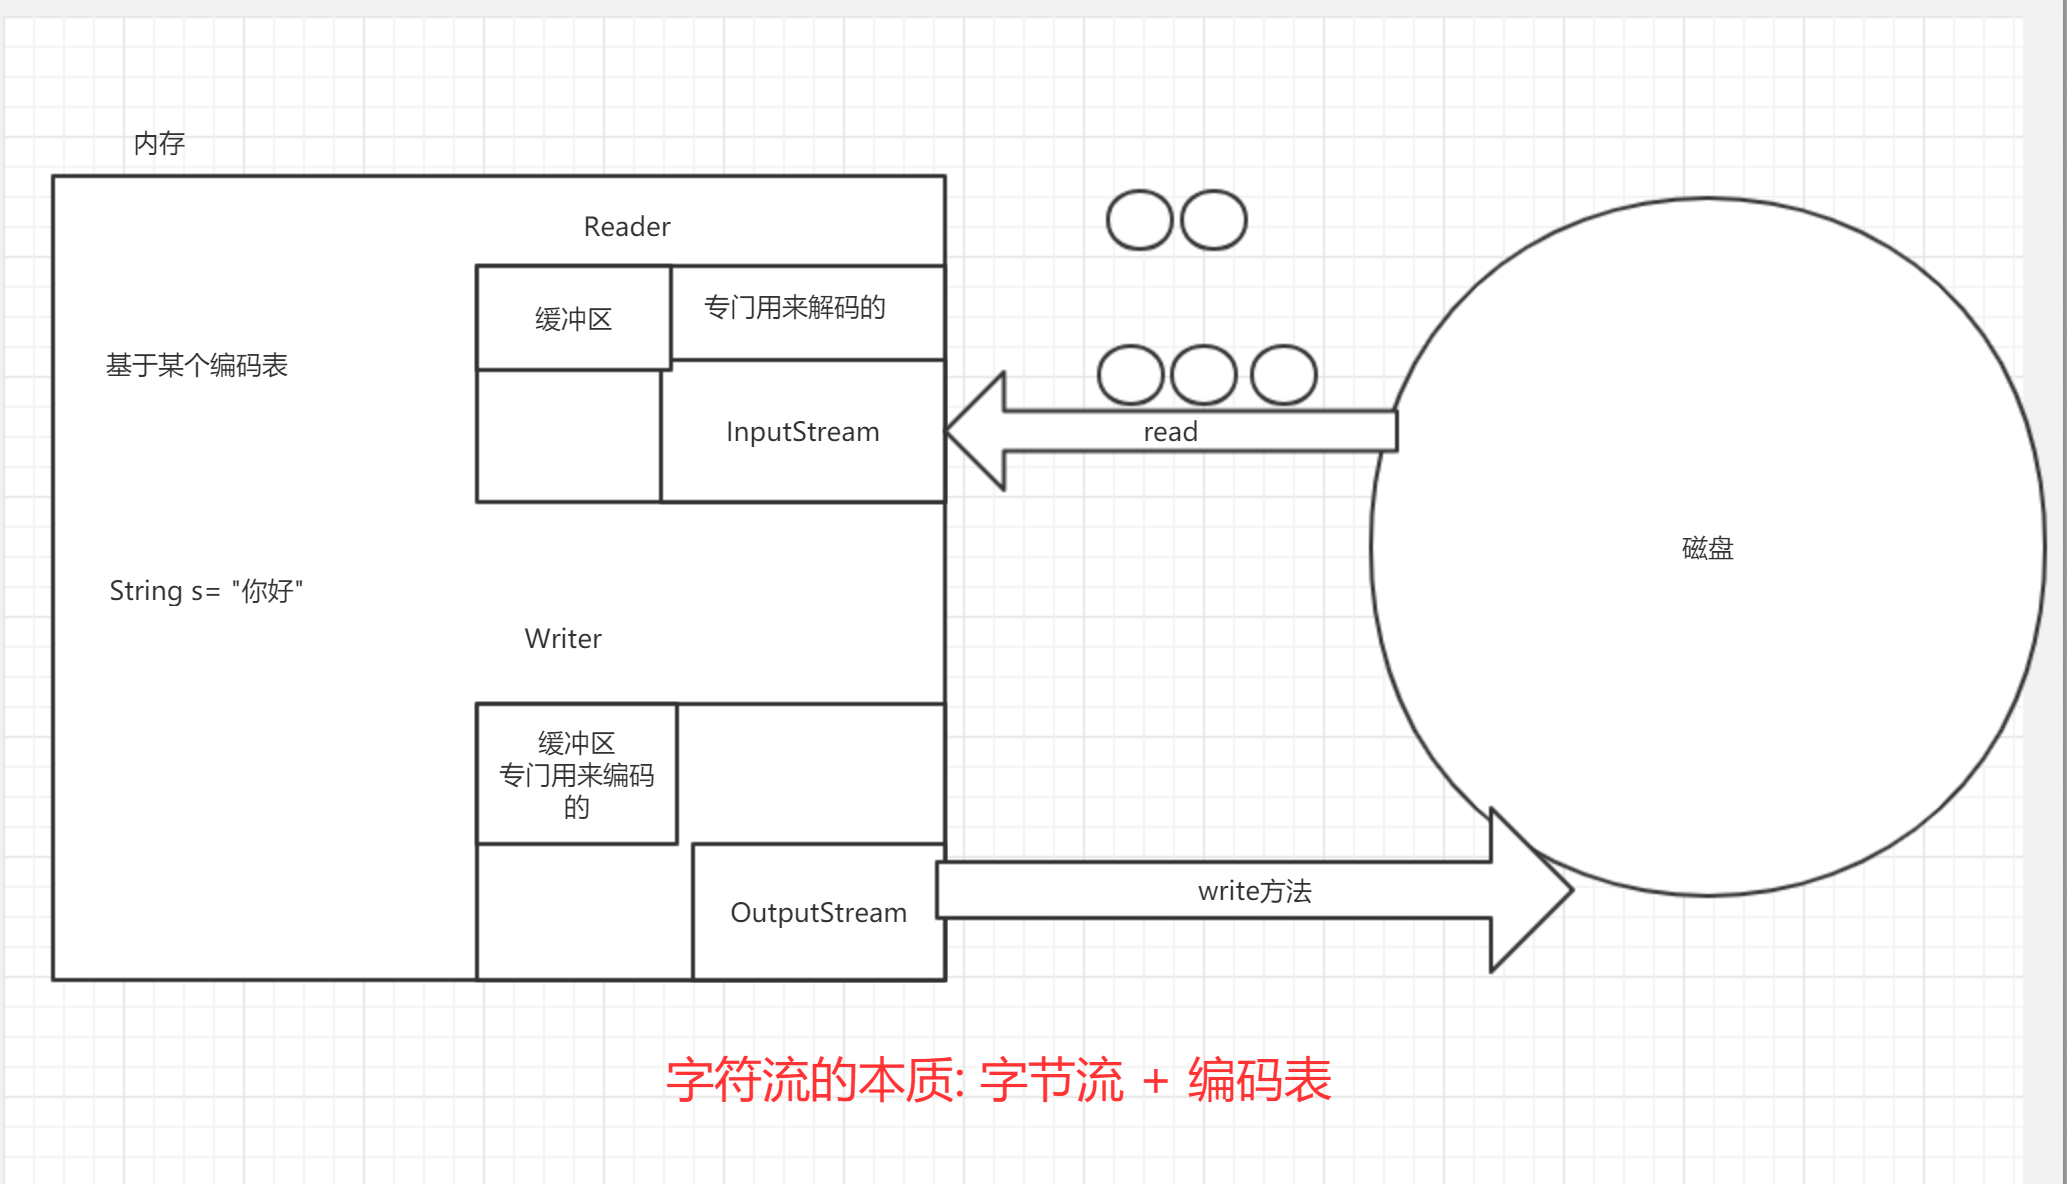 内存
Reader
缓冲区
专门用来解码的
基于某个编码表
InputStream
read
磁盘
String s= "你好"
Writer
缓冲区
专门用来编码
的
OutputStream
write方法
字符流的本质: 字节流 + 编码表